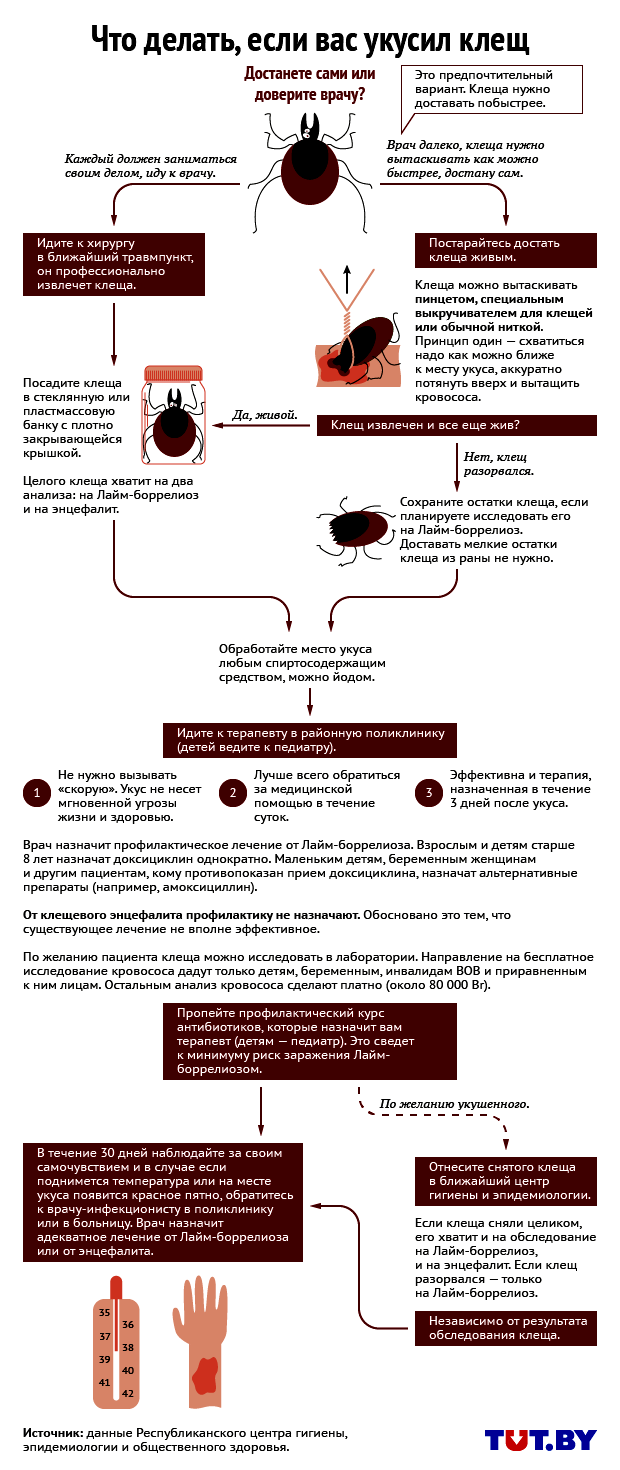 Что делать, если вас укусил клещ
Достанете сами или
доверите врачу?
Это предпочтительный
вариант. Клеща нужно
доставать побыстрее.
Каждый должен заниматься
своим делом, иду к врачу.
Врач далеко, клеща нужно
вытаскивать как можно
быстрее, достану сам.
Идите к хирургу
в ближайший травмпункт,
он профессионально
извлечет клеща.
Постарайтесь достать
клеща живым.
Клеща можно вытаскивать
пинцетом, специальным
выкручивателем для клещей
или обычной ниткой.
Принцип один — схватиться
надо как можно ближе
к месту укуса, аккуратно
потянуть вверх и вытащить
кровососа.
Посадите клеща
в стеклянную или
пластмассовую
банку с плотно
закрывающейся
крышкой.
Целого клеща хватит на два
анализа: на Лайм-боррелиоз
и на энцефалит.
Да, живой.
Клещ извлечен и все еще жив?
Нет, клещ
разорвался.
Сохраните остатки клеща, если
планируете исследовать его
на Лайм-боррелиоз.
Доставать мелкие остатки
клеща из раны не нужно.
Обработайте место укуса
любым спиртосодержащим
средством, можно йодом.
Идите к терапевту в районную поликлинику
(детей ведите к педиатру).
1
Не нужно вызывать
«скорую». Укус не несет
мгновенной угрозы
жизни и здоровью.
2
Лучше всего обратиться
за медицинской
помощью в течение
суток.
3
Эффективна и терапия,
назначенная в течение
3 дней после укуса.
Врач назначит профилактическое лечение от Лайм-боррелиоза. Взрослым и детям старше
8 лет назначат доксициклин однократно. Маленьким детям, беременным женщинам
и другим пациентам, кому противопоказан прием доксициклина, назначат альтернативные
препараты (например, амоксициллин).
От клещевого энцефалита профилактику не назначают. Обосновано это тем, что
существующее лечение не вполне эффективное.
По желанию пациента клеща можно исследовать в лаборатории. Направление на бесплатное
исследование кровососа дадут только детям, беременным, инвалидам ВОВ и приравненным
к ним лицам. Остальным анализ кровососа сделают платно (около 80 000 Br).
Пропейте профилактический курс
антибиотиков, которые назначит вам
терапевт (детям — педиатр). Это сведет
к минимуму риск заражения Лайм-
боррелиозом.
По желанию укушенного.
В течение 30 дней наблюдайте за своим
самочувствием и в случае если
поднимется температура или на месте
укуса появится красное пятно, обратитесь
к врачу-инфекционисту в поликлинику
или в больницу. Врач назначит
адекватное лечение от Лайм-боррелиоза
или от энцефалита.
Отнесите снятого клеща
в ближайший центр
гигиены и эпидемиологии.
Если клеща сняли целиком,
его хватит и на обследование
на Лайм-боррелиоз,
и на энцефалит. Если клещ
разорвался — только
на Лайм-боррелиоз.
Независимо от результата
обследования клеща.
35
36
37
38
39
40
41
42
Источник: данные Республиканского центра гигиены,
эпидемиологии и общественного здоровья.
TUT.BY